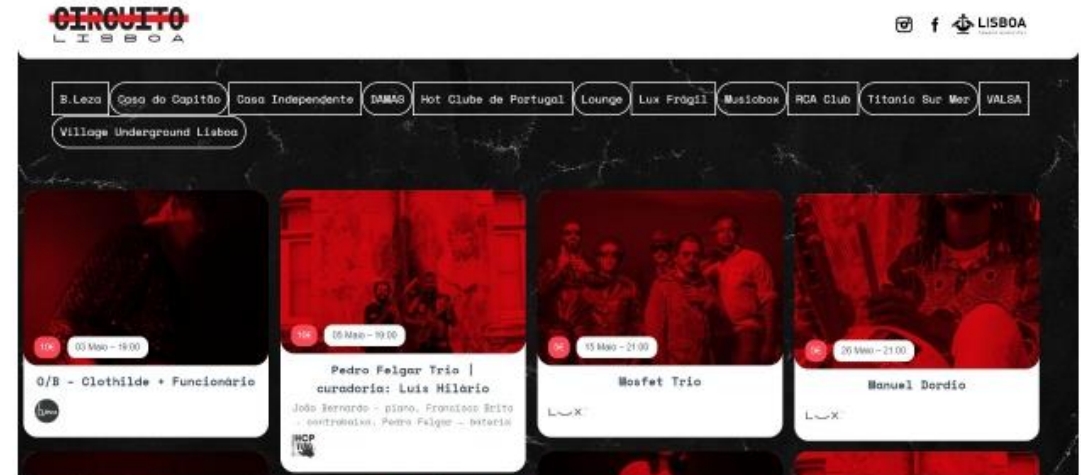 CIRCUITO
LISBOA
LISBOA
B.Leza Casa do Capitão Casa Independente DAMAS Hot Clube de Portugal Lounge Lux Frágil Musicbox RCA Club Titanic Sur Mer VALSA
Village Underground Lisboa
10€ 03 Maio – 19:00
O/B - Clothilde + Funcionário
10€ 05 Maio – 19:00
Pedro Felgar Trio |
curadoria: Luís Hilário
João Bernardo - piano, Francisco Brito
- contrabaixo, Pedro Felgar – bateria
HCP
15 Maio – 21:00
Mosfet Trio
LUX
26 Maio – 21:00
Manuel Dordio
LUX